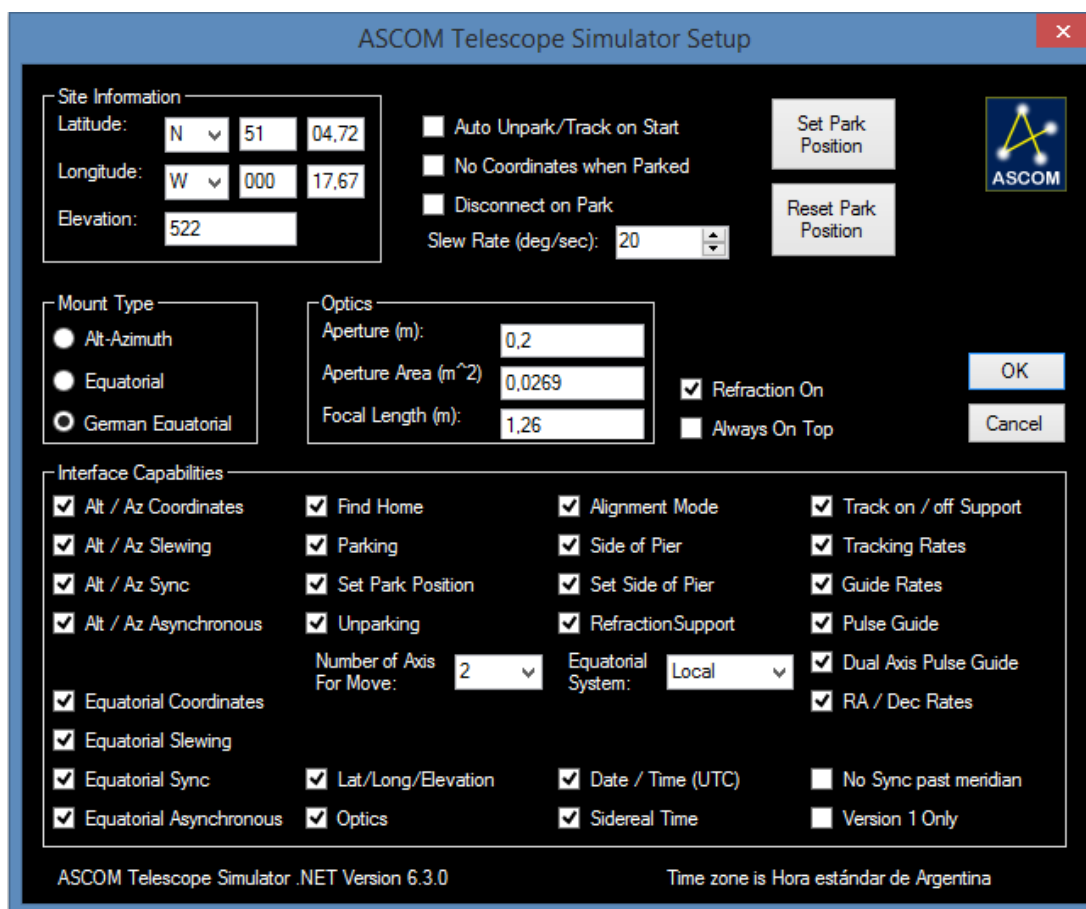 ASCOM Telescope Simulator Setup
Site Information
Latitude: N 51 04,72
Longitude: W 000 17,67
Elevation: 522
Auto Unpark/Track on Start
No Coordinates when Parked
Disconnect on Park
Slew Rate (deg/sec): 20
Set Park
Position
Reset Park
Position
ASCOM
Mount Type
Alt-Azimuth
Equatorial
German Equatorial
Optics
Aperture (m): 0,2
Aperture Area (m^2) 0,0269
Focal Length (m): 1,26
Refraction On
Always On Top
OK
Cancel
Interface Capabilities
Alt / Az Coordinates
Alt / Az Slewing
Alt / Az Sync
Alt / Az Asynchronous
Equatorial Coordinates
Equatorial Slewing
Equatorial Sync
Equatorial Asynchronous
Find Home
Parking
Set Park Position
Unparking
Number of Axis
For Move: 2
Lat/Long/Elevation
Optics
Alignment Mode
Side of Pier
Set Side of Pier
RefractionSupport
Equatorial
System: Local
Date / Time (UTC)
Sidereal Time
Track on / off Support
Tracking Rates
Guide Rates
Pulse Guide
Dual Axis Pulse Guide
RA / Dec Rates
No Sync past meridian
Version 1 Only
ASCOM Telescope Simulator .NET Version 6.3.0
Time zone is Hora estándar de Argentina